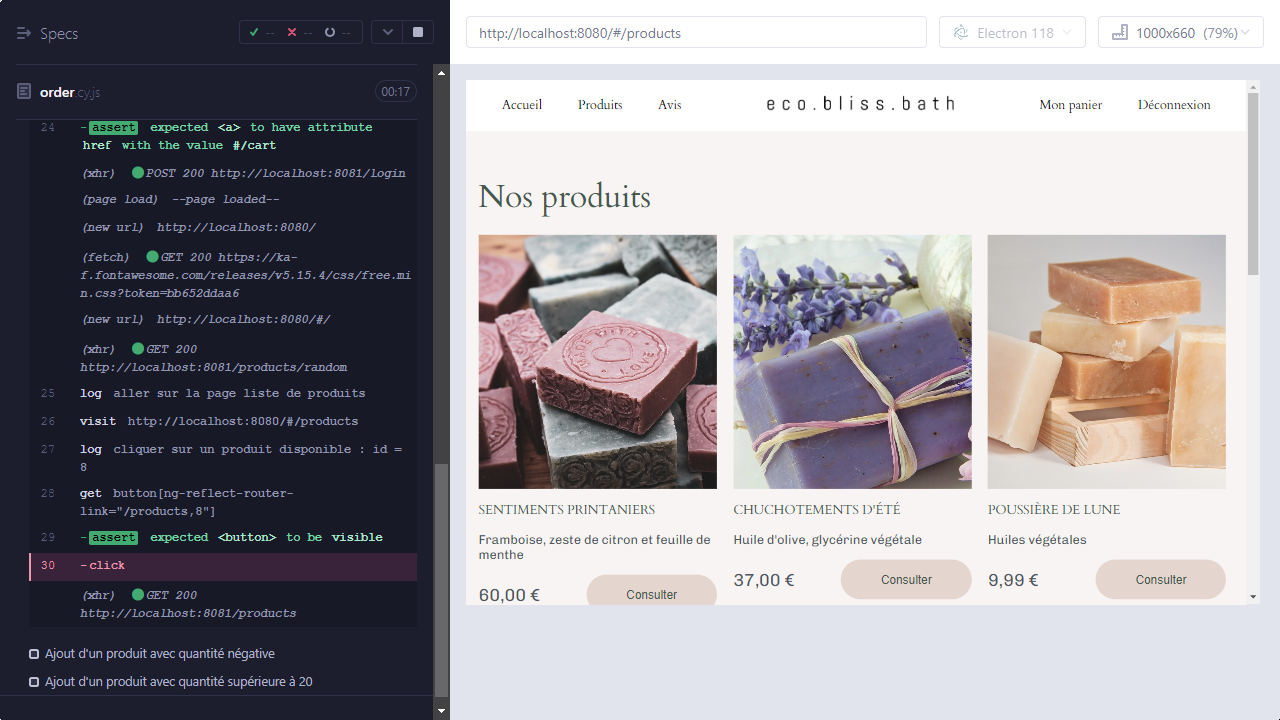 Specs
--
--
--
order.cy.js
00:17
24
-assert expected <a> to have attribute
href with the value #/cart
(xhr) POST 200 http://localhost:8081/login
(page load) --page loaded--
(new url) http://localhost:8080/
(fetch) GET 200 https://ka-
f.fontawesome.com/releases/v5.15.4/css/free.mi
n.css?token=bb652ddaa6
(new url) http://localhost:8080/#/
(xhr) GET 200
http://localhost:8081/products/random
25 log aller sur la page liste de produits
26 visit http://localhost:8080/#/products
27 log cliquer sur un produit disponible : id =
8
28 get button[ng-reflect-router-
link="/products,8"]
29 -assert expected <button> to be visible
30 -click
(xhr) GET 200
http://localhost:8081/products
Ajout d'un produit avec quantité négative
Ajout d'un produit avec quantité supérieure à 20
http://localhost:8080/#/products
Electron 118
1000x660 (79%)
Accueil Produits Avis eco.bliss.bath Mon panier Déconnexion
Nos produits
MADE WITH LOVE
SENTIMENTS PRINTANIERS
Framboise, zeste de citron et feuille de
menthe
60,00 €
Consulter
CHUCHOTEMENTS D'ÉTÉ
Huile d'olive, glycérine végétale
37,00 €
Consulter
POUSSIÈRE DE LUNE
Huiles végétales
9,99 €
Consulter